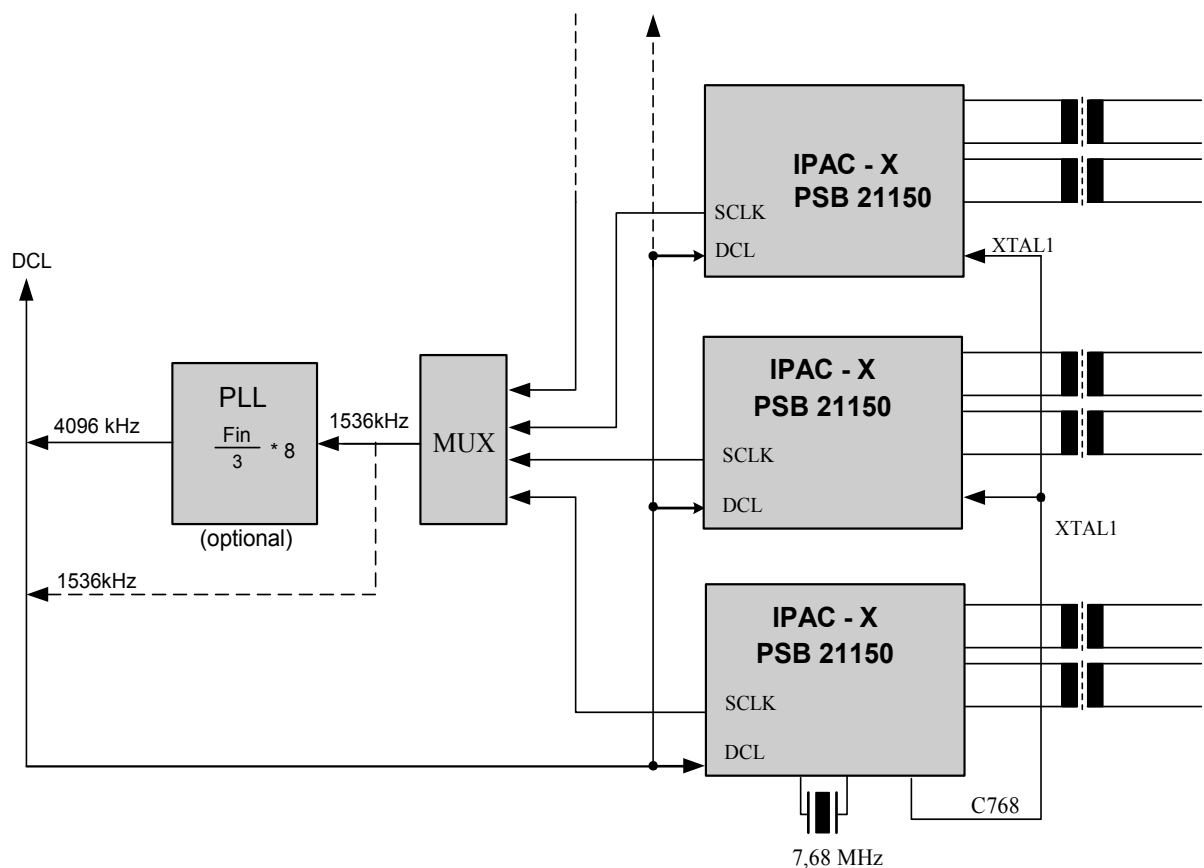 IPAC - X
PSB 21150
SCLK
DCL
XTAL1
DCL
PLL
Fin
3
* 8
(optional)
4096 kHz
1536kHz
1536kHz
MUX
IPAC - X
PSB 21150
SCLK
DCL
XTAL1
IPAC - X
PSB 21150
SCLK
DCL
C768
7,68 MHz